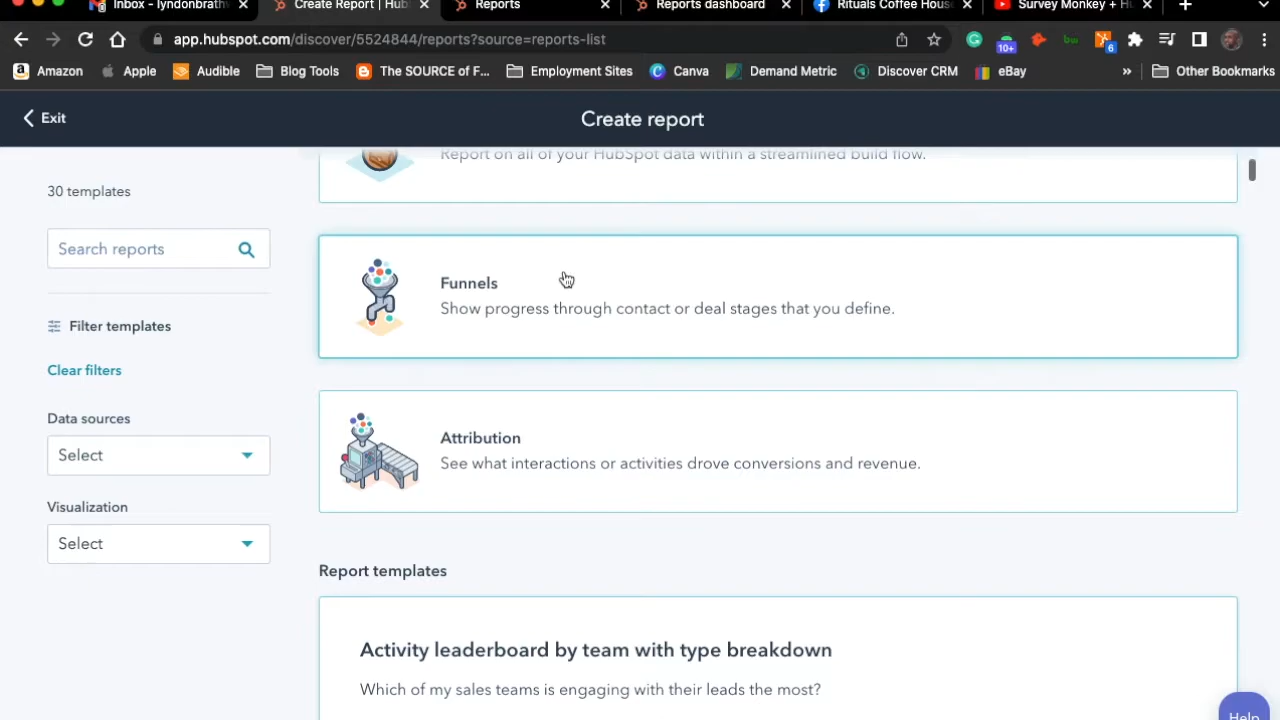 Inbox - lyndonbrath
Create Report | Hub
Reports
Reports dashboard
Rituals Coffee Hous
Survey Monkey + H
app.hubspot.com/discover/5524844/reports?source=reports-list
10+
bw
6
Amazon
Apple
Audible
Blog Tools
The SOURCE of F...
Employment Sites
Canva
Demand Metric
Discover CRM
eBay
»
Other Bookmarks
Exit
Create report
30 templates
Search reports
Filter templates
Clear filters
Data sources
Select
Visualization
Select
Report on all of your HubSpot data within a streamlined build flow.
Funnels
Show progress through contact or deal stages that you define.
Attribution
See what interactions or activities drove conversions and revenue.
Report templates
Activity leaderboard by team with type breakdown
Which of my sales teams is engaging with their leads the most?
Help